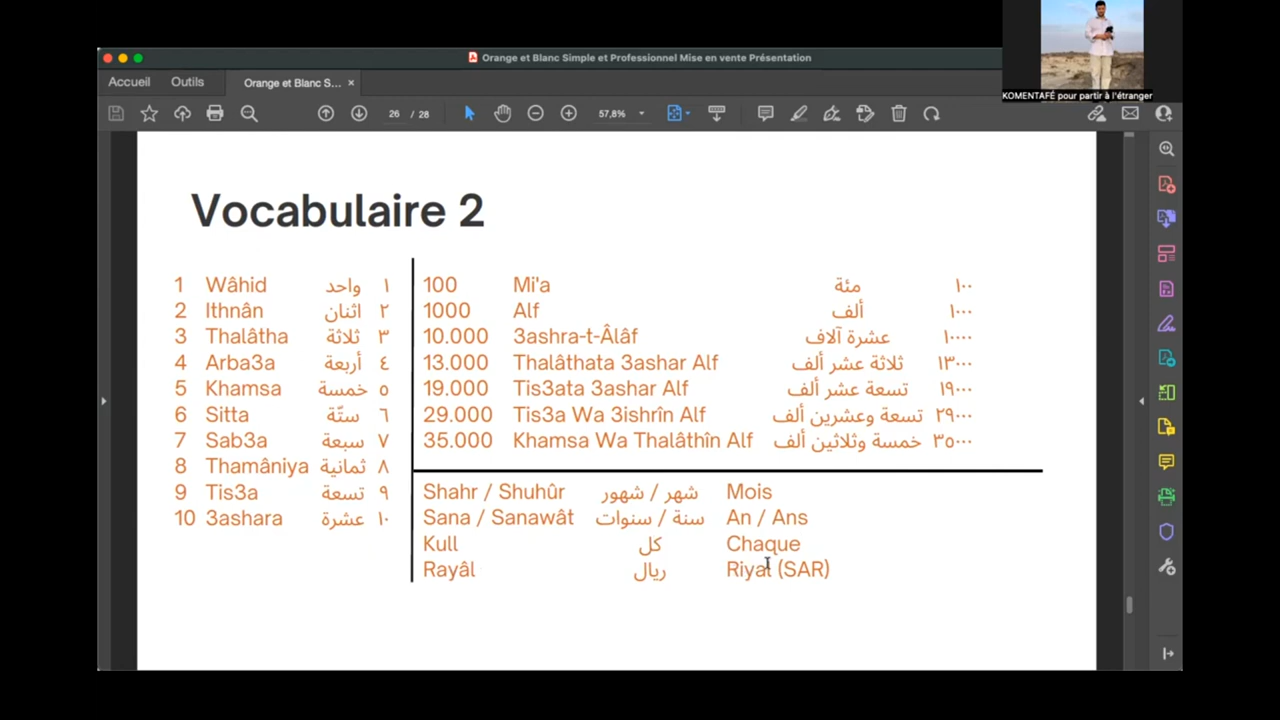 KOMENTAFÉ pour partir à l'étranger
Orange et Blanc Simple et Professionnel Mise en vente Présentation
Accueil Outils Orange et Blanc S... ×
26 / 28 57,8%
Vocabulaire 2
1 Wâhid واحد ١
2 Ithnân اثنان ٢
3 Thalâtha ثلاثة ٣
4 Arba3a أربعة ٤
5 Khamsa خمسة ٥
6 Sitta ستّة ٦
7 Sab3a سبعة ٧
8 Thamâniya ثمانية ٨
9 Tis3a تسعة ٩
10 3ashara عشرة ١٠
100 Mi'a مئة ١٠٠
1000 Alf ألف ١٠٠٠
10.000 3ashra-t-Âlâf عشرة آلاف ١٠٠٠٠
13.000 Thalâthata 3ashar Alf ثلاثة عشر ألف ١٣٠٠٠
19.000 Tis3ata 3ashar Alf تسعة عشر ألف ١٩٠٠٠
29.000 Tis3a Wa 3ishrîn Alf تسعة وعشرين ألف ٢٩٠٠٠
35.000 Khamsa Wa Thalâthîn Alf خمسة وثلاثين ألف ٣٥٠٠٠
Shahr / Shuhûr شهر / شهور Mois
Sana / Sanawât سنة / سنوات An / Ans
Kull كل Chaque
Rayâl ريال Riyal (SAR)